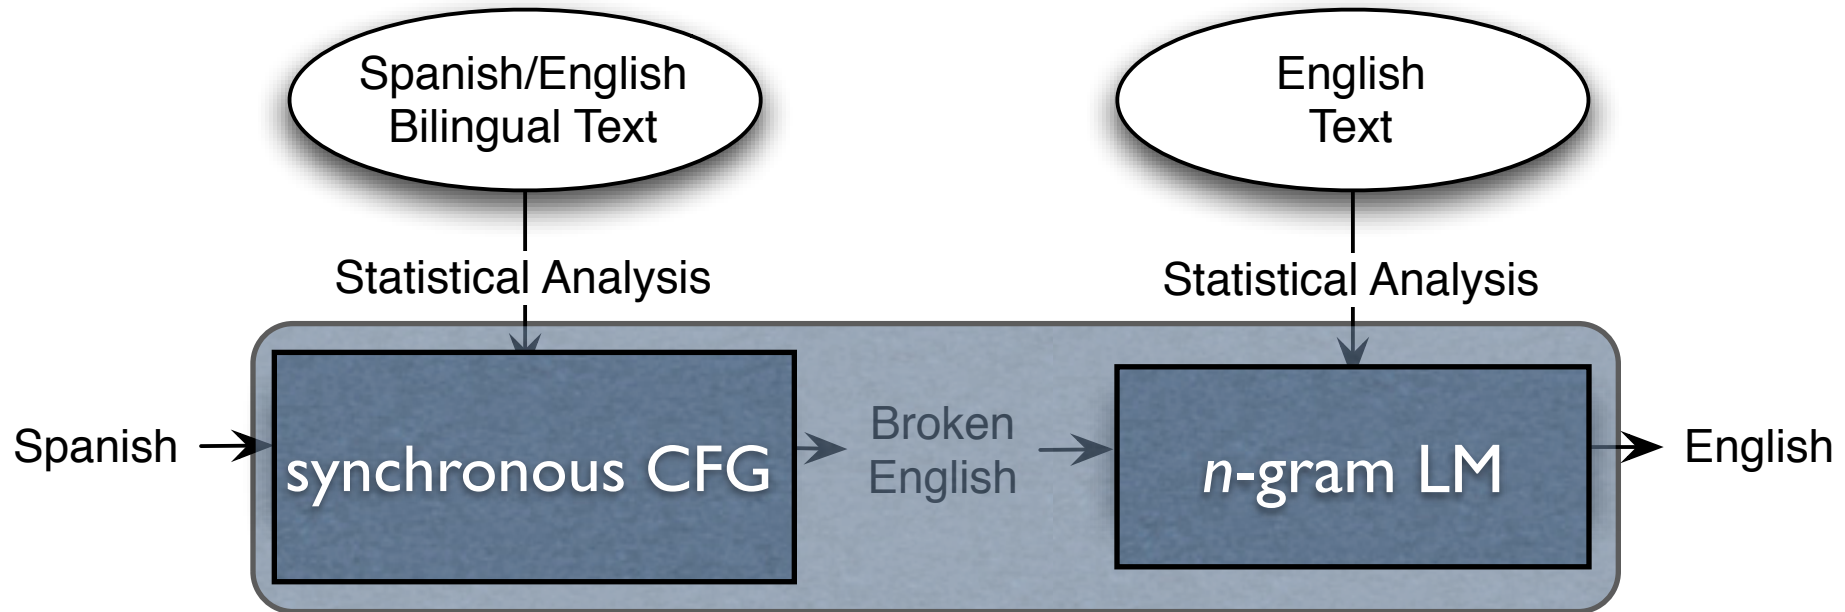 Spanish/English
Bilingual Text
English
Text
Statistical Analysis
Statistical Analysis
Spanish
synchronous CFG
Broken
English
n-gram LM
English